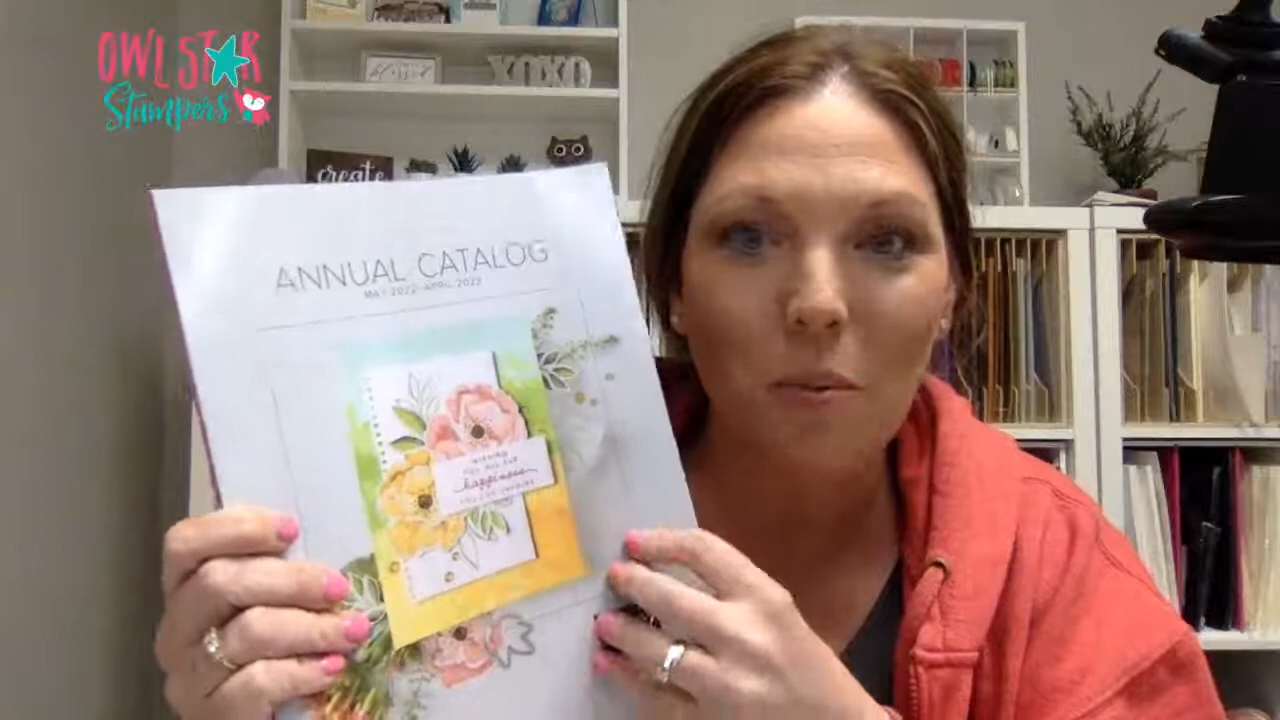 OWL STAR
Stampers
XOXO
create
ANNUAL CATALOG
MAY 2022–APRIL 2023
happiness